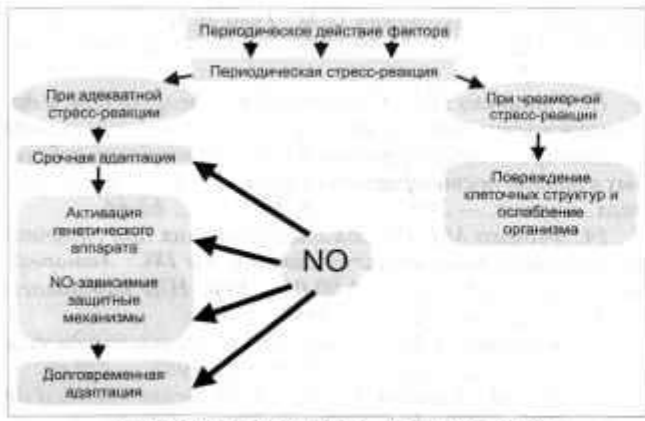 Периодическое действие фактора
Периодическая стресс-реакция
При адекватной
стресс-реакции
При чрезмерной
стресс-реакции
Срочная адаптация
Повреждение
клеточных структур и
ослабление
организма
Активация
генетического
аппарата
NO
NO-зависимые
защитные
механизмы
Долговременная
адаптация